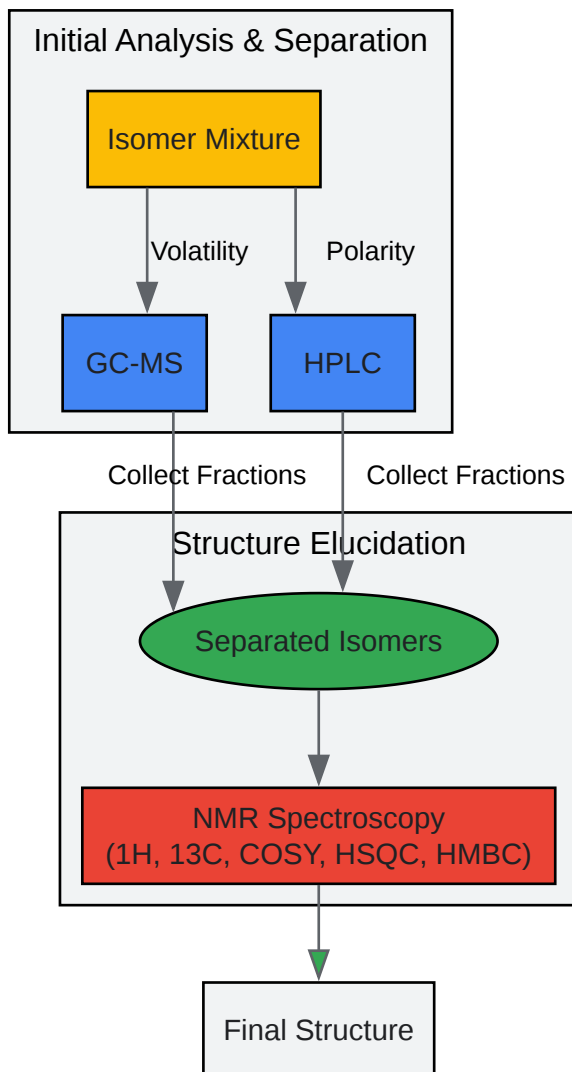 Initial Analysis & Separation
Isomer Mixture
Volatility
Polarity
GC-MS
HPLC
Collect Fractions
Collect Fractions
Structure Elucidation
Separated Isomers
NMR Spectroscopy
(1H, 13C, COSY, HSQC, HMBC)
Final Structure